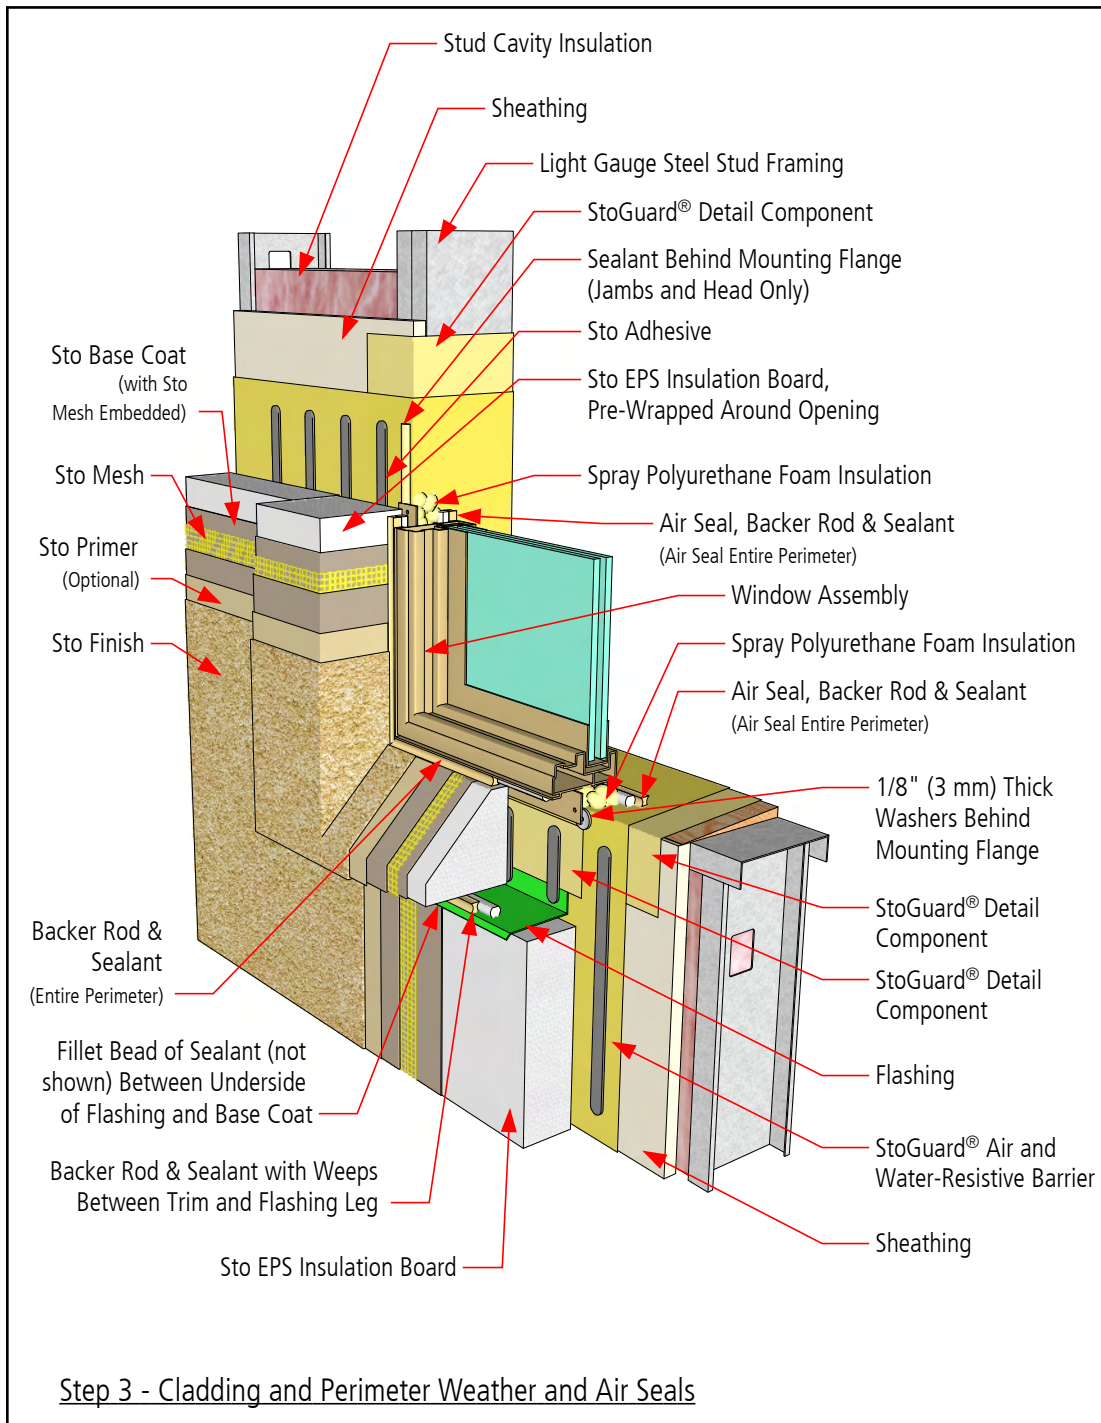 Stud Cavity Insulation
Sheathing
Light Gauge Steel Stud Framing
StoGuard® Detail Component
Sealant Behind Mounting Flange
(Jambs and Head Only)
Sto Adhesive
Sto EPS Insulation Board,
Pre-Wrapped Around Opening
Spray Polyurethane Foam Insulation
Air Seal, Backer Rod & Sealant
(Air Seal Entire Perimeter)
Window Assembly
Spray Polyurethane Foam Insulation
Air Seal, Backer Rod & Sealant
(Air Seal Entire Perimeter)
1/8" (3 mm) Thick
Washers Behind
Mounting Flange
StoGuard® Detail
Component
StoGuard® Detail
Component
Flashing
StoGuard® Air and
Water-Resistive Barrier
Sheathing
Sto Base Coat
(with Sto
Mesh Embedded)
Sto Mesh
Sto Primer
(Optional)
Sto Finish
Backer Rod &
Sealant
(Entire Perimeter)
Fillet Bead of Sealant (not
shown) Between Underside
of Flashing and Base Coat
Backer Rod & Sealant with Weeps
Between Trim and Flashing Leg
Sto EPS Insulation Board
Step 3 - Cladding and Perimeter Weather and Air Seals